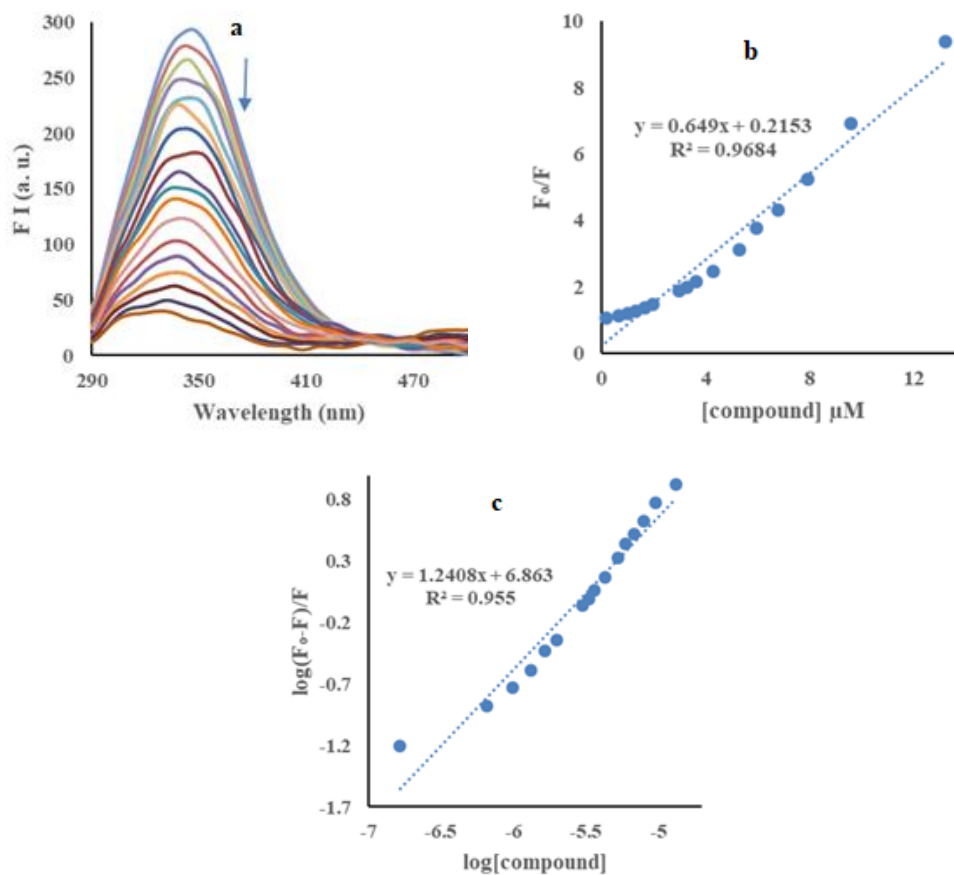 a
F I (a. u.)
300
250
200
150
100
50
0
290
350
410
470
Wavelength (nm)
b
F₀/F
10
8
6
4
2
0
y = 0.649x + 0.2153
R² = 0.9684
0
4
8
12
[compound] µM
c
log(F₀-F)/F
0.8
0.3
-0.2
-0.7
-1.2
-1.7
y = 1.2408x + 6.863
R² = 0.955
-7
-6.5
-6
-5.5
-5
log[compound]